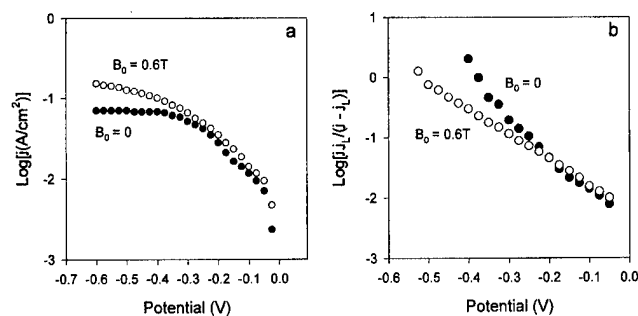 a
B₀ = 0.6T
B₀ = 0
Log[i(A/cm²)]
0
-1
-2
-3
-0.7 -0.6 -0.5 -0.4 -0.3 -0.2 -0.1 0.0
Potential (V)
b
B₀ = 0
B₀ = 0.6T
Log[j.j_L/(j - j_L)]
1
0
-1
-2
-3
-0.6 -0.5 -0.4 -0.3 -0.2 -0.1 0.0
Potential (V)